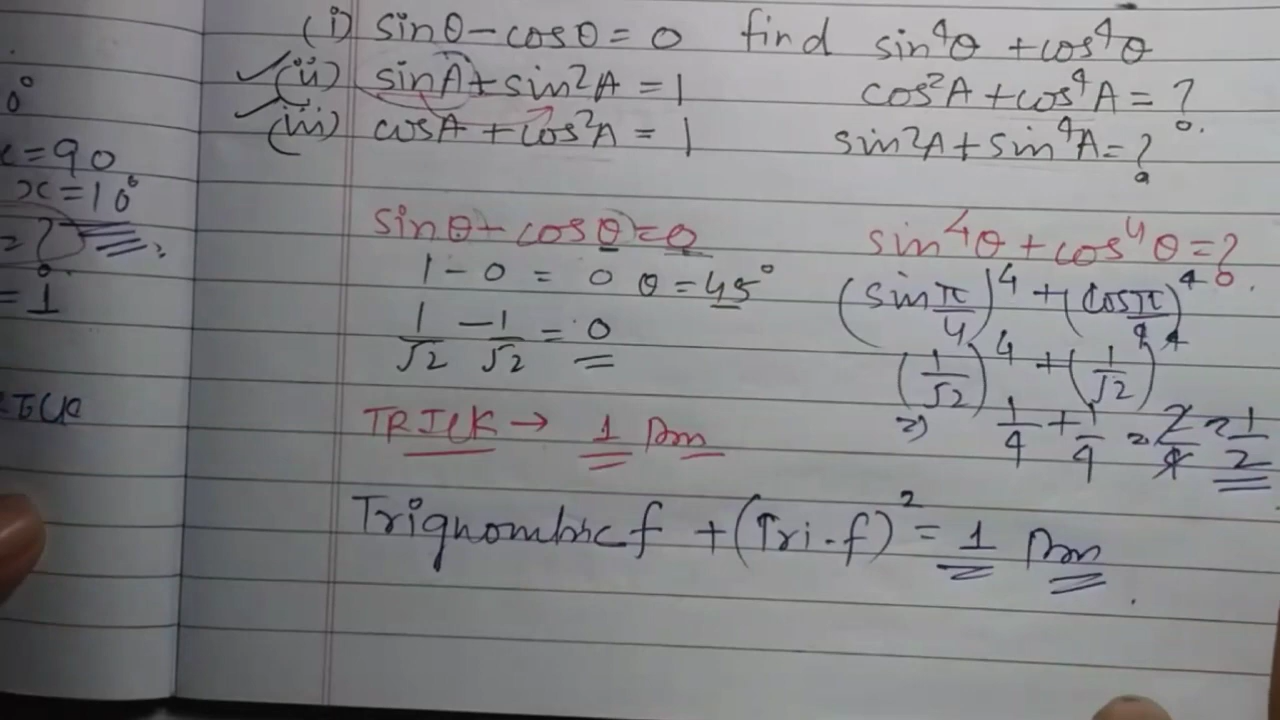 (i) sinθ - cosθ = 0 find sin⁴θ + cos⁴θ
(ii) sinA + sin²A = 1 cos²A + cos⁴A = ?
(iii) cosA + cos²A = 1 sin²A + sin⁴A = ?
0°
x = 90
x = 10°
= ?
= 1
sinθ - cosθ = 0 sin⁴θ + cos⁴θ = ?
1 - 0 = 0 θ = 45° (sin π/4)⁴ + (cos π/4)⁴
1/√2 - 1/√2 = 0 (1/√2)⁴ + (1/√2)⁴
TRICK → 1 Ans ⇒ 1/4 + 1/4 = 2/4 = 1/2
Trignombric f + (Tri.f)² = 1 Ans